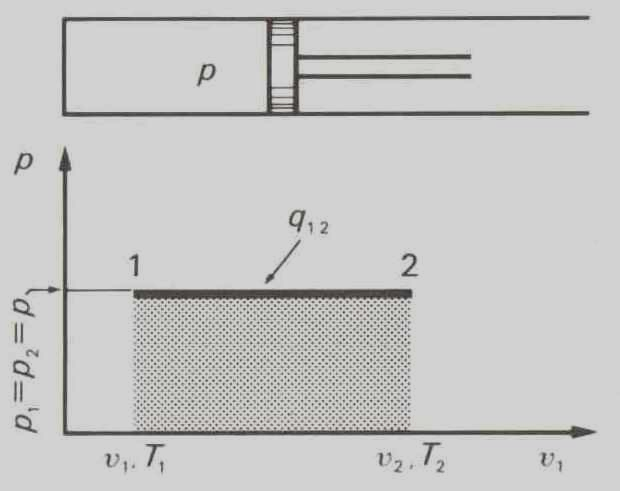 p
p
q₁₂
1 2
p₁=p₂=p
v₁, T₁ v₂, T₂ v₁